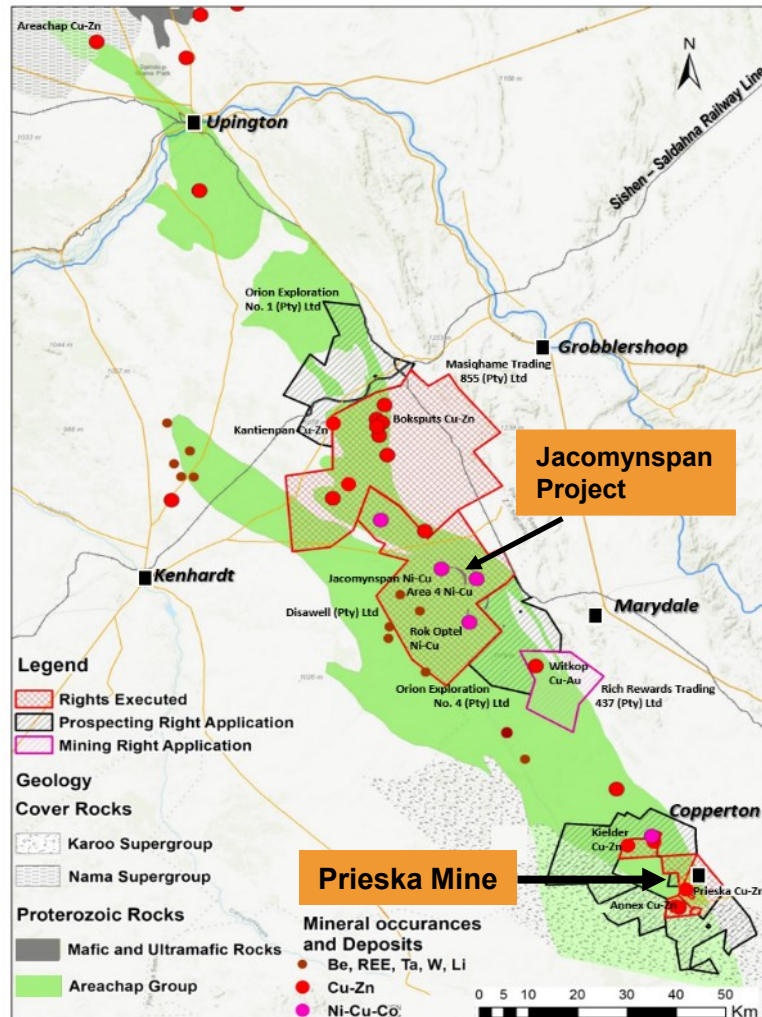 Areachap Cu-Zn
N
Upington
Sishen – Saldahna Railway Line
Orion Exploration
No. 1 (Pty) Ltd
Grobblershoop
Masiqhame Trading
855 (Pty) Ltd
Kantienpan Cu-Zn
Boksputs Cu-Zn
Jacomynspan
Project
Kenhardt
Jacomynspan Ni-Cu
Area 4 Ni-Cu
Disawell (Pty) Ltd
Rok Optel
Ni-Cu
Marydale
Witkop
Cu-Au
Orion Exploration
No. 4 (Pty) Ltd
Rich Rewards Trading
437 (Pty) Ltd
Legend
Rights Executed
Prospecting Right Application
Mining Right Application
Geology
Cover Rocks
Karoo Supergroup
Nama Supergroup
Proterozoic Rocks
Mafic and Ultramafic Rocks
Areachap Group
Copperton
Kielder
Cu-Zn
Prieska Mine
Prieska Cu-Zn
Annex Cu-Zn
Mineral occurances
and Deposits
Be, REE, Ta, W, Li
Cu-Zn
Ni-Cu-Co
0 5 10 20 30 40 50
Km